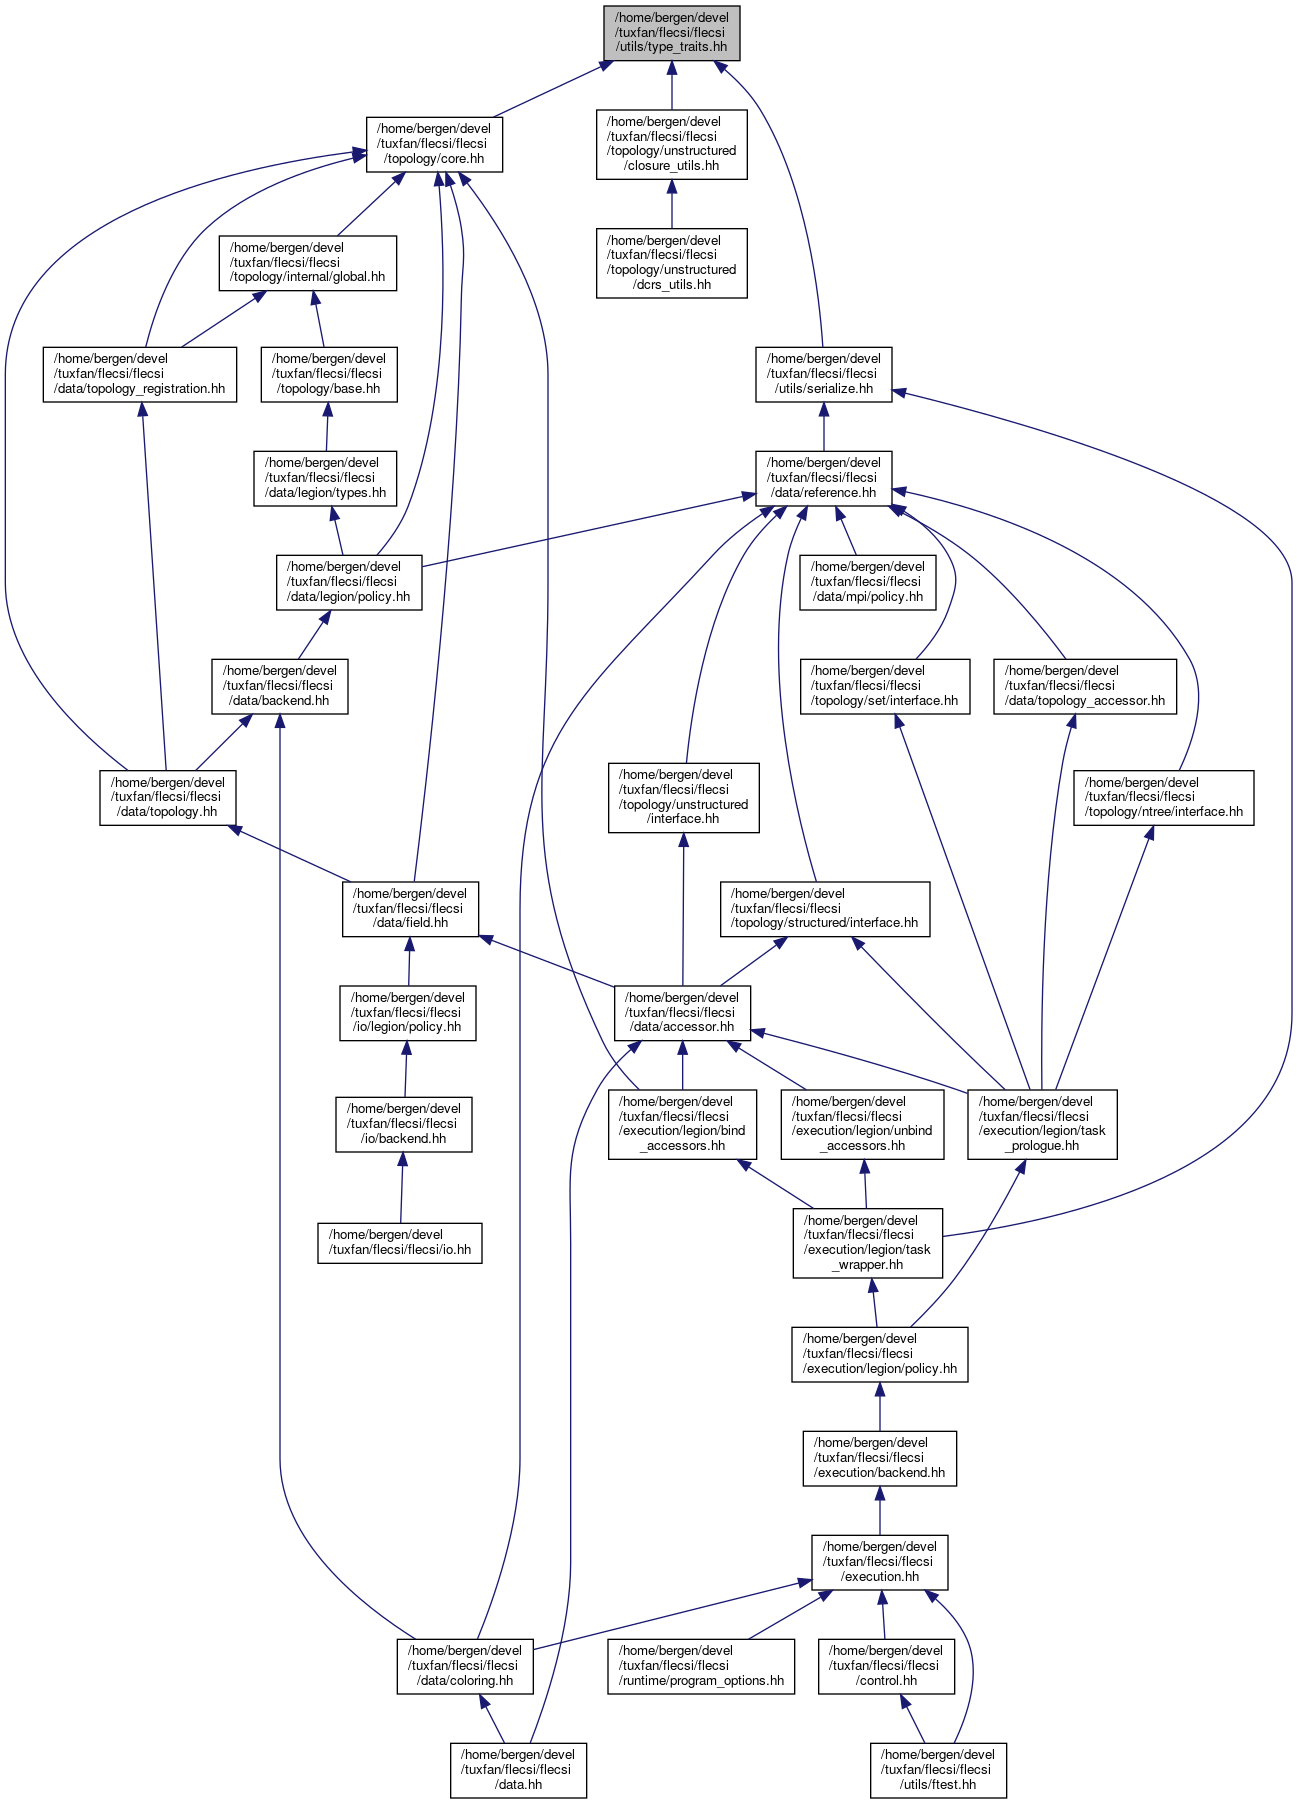 /home/bergen/devel
/tuxfan/flecsi/flecsi
/utils/type_traits.hh
/home/bergen/devel
/tuxfan/flecsi/flecsi
/topology/core.hh
/home/bergen/devel
/tuxfan/flecsi/flecsi
/topology/unstructured
/closure_utils.hh
/home/bergen/devel
/tuxfan/flecsi/flecsi
/topology/unstructured
/dcrs_utils.hh
/home/bergen/devel
/tuxfan/flecsi/flecsi
/topology/internal/global.hh
/home/bergen/devel
/tuxfan/flecsi/flecsi
/data/topology_registration.hh
/home/bergen/devel
/tuxfan/flecsi/flecsi
/topology/base.hh
/home/bergen/devel
/tuxfan/flecsi/flecsi
/utils/serialize.hh
/home/bergen/devel
/tuxfan/flecsi/flecsi
/data/legion/types.hh
/home/bergen/devel
/tuxfan/flecsi/flecsi
/data/reference.hh
/home/bergen/devel
/tuxfan/flecsi/flecsi
/data/legion/policy.hh
/home/bergen/devel
/tuxfan/flecsi/flecsi
/data/mpi/policy.hh
/home/bergen/devel
/tuxfan/flecsi/flecsi
/data/backend.hh
/home/bergen/devel
/tuxfan/flecsi/flecsi
/topology/set/interface.hh
/home/bergen/devel
/tuxfan/flecsi/flecsi
/data/topology_accessor.hh
/home/bergen/devel
/tuxfan/flecsi/flecsi
/data/topology.hh
/home/bergen/devel
/tuxfan/flecsi/flecsi
/topology/unstructured
/interface.hh
/home/bergen/devel
/tuxfan/flecsi/flecsi
/topology/ntree/interface.hh
/home/bergen/devel
/tuxfan/flecsi/flecsi
/data/field.hh
/home/bergen/devel
/tuxfan/flecsi/flecsi
/topology/structured/interface.hh
/home/bergen/devel
/tuxfan/flecsi/flecsi
/io/legion/policy.hh
/home/bergen/devel
/tuxfan/flecsi/flecsi
/data/accessor.hh
/home/bergen/devel
/tuxfan/flecsi/flecsi
/io/backend.hh
/home/bergen/devel
/tuxfan/flecsi/flecsi
/execution/legion/bind
_accessors.hh
/home/bergen/devel
/tuxfan/flecsi/flecsi
/execution/legion/unbind
_accessors.hh
/home/bergen/devel
/tuxfan/flecsi/flecsi
/execution/legion/task
_prologue.hh
/home/bergen/devel
/tuxfan/flecsi/flecsi/io.hh
/home/bergen/devel
/tuxfan/flecsi/flecsi
/execution/legion/task
_wrapper.hh
/home/bergen/devel
/tuxfan/flecsi/flecsi
/execution/legion/policy.hh
/home/bergen/devel
/tuxfan/flecsi/flecsi
/execution/backend.hh
/home/bergen/devel
/tuxfan/flecsi/flecsi
/execution.hh
/home/bergen/devel
/tuxfan/flecsi/flecsi
/data/coloring.hh
/home/bergen/devel
/tuxfan/flecsi/flecsi
/runtime/program_options.hh
/home/bergen/devel
/tuxfan/flecsi/flecsi
/control.hh
/home/bergen/devel
/tuxfan/flecsi/flecsi
/data.hh
/home/bergen/devel
/tuxfan/flecsi/flecsi
/utils/ftest.hh